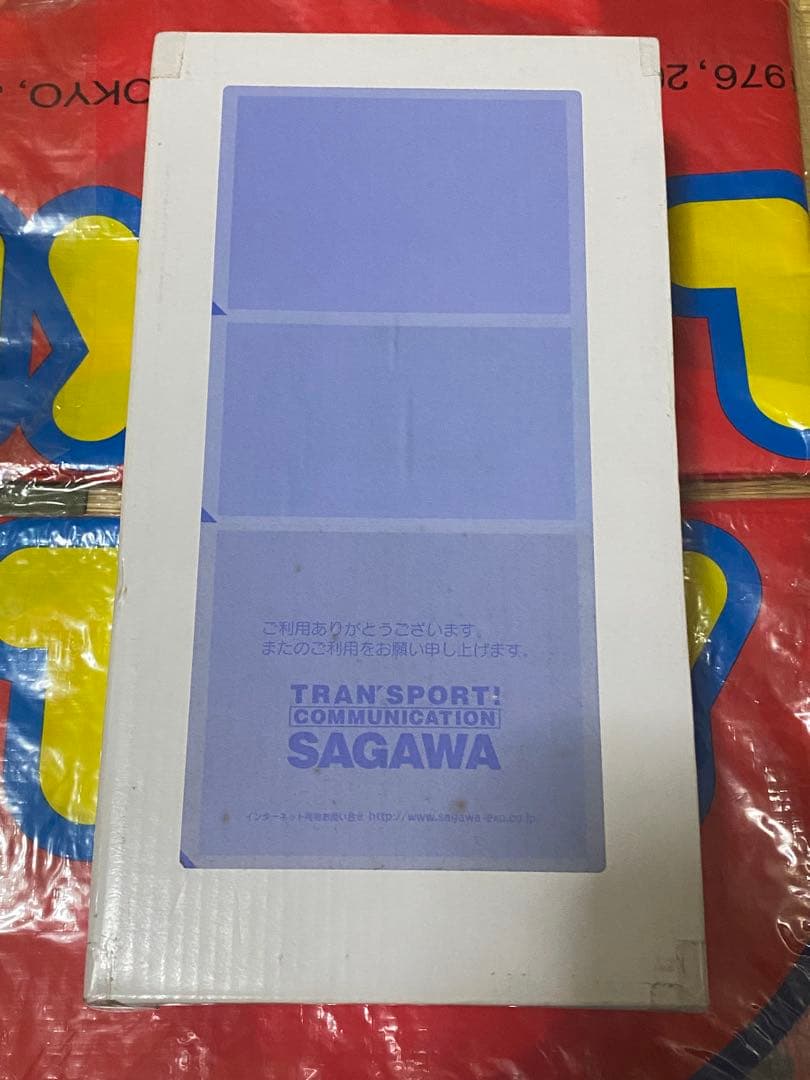 OKYO,
1976, 2
ご利用ありがとうございます。
またのご利用をお願い申し上げます。
TRAN'SPORT!
COMMUNICATION
SAGAWA
インターネット荷物お問い合せ http://www.sagawa-exp.co.jp